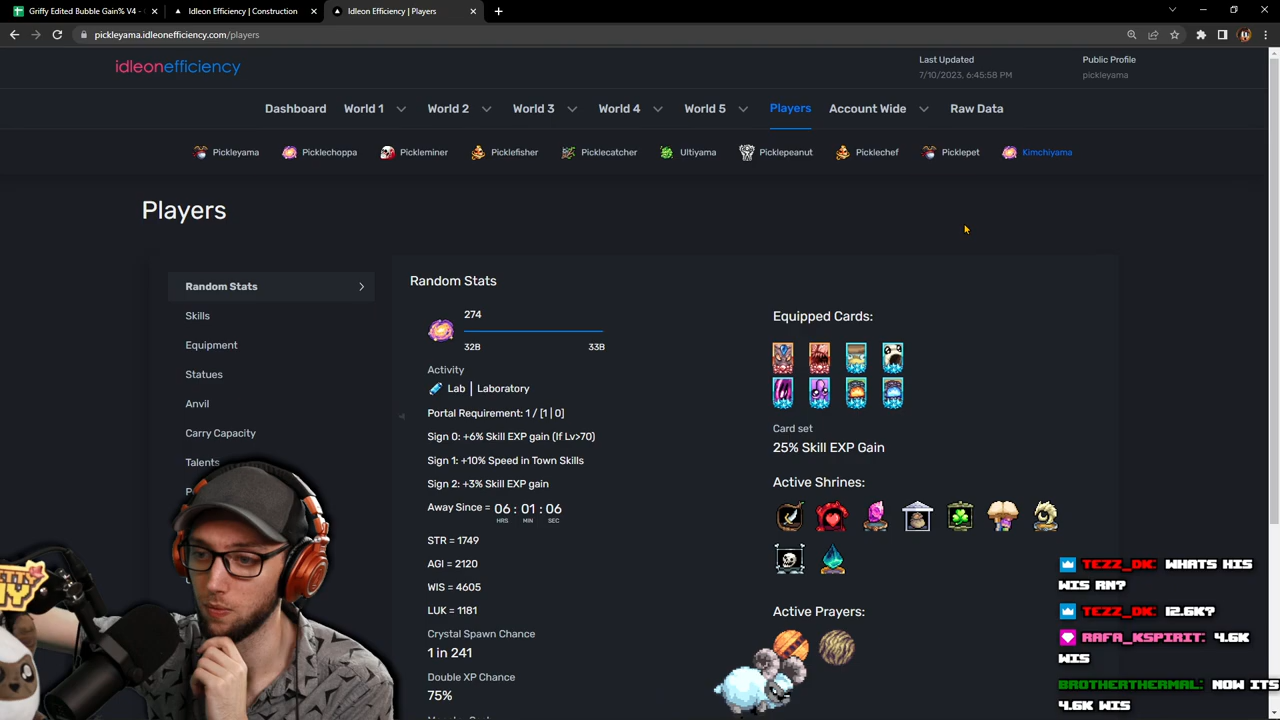 Griffy Edited Bubble Gain% V4 -
Idleon Efficiency | Construction
Idleon Efficiency | Players
pickleyama.idleonefficiency.com/players
idleonefficiency
Last Updated
7/10/2023, 6:45:58 PM
Public Profile
pickleyama
Dashboard World 1 World 2 World 3 World 4 World 5 Players Account Wide Raw Data
Pickleyama Picklechoppa Pickleminer Picklefisher Picklecatcher Ultiyama Picklepeanut Picklechef Picklepet Kimchiyama
Players
Random Stats
Skills
Equipment
Statues
Anvil
Carry Capacity
Talents
Random Stats
274
32B 33B
Activity
Lab | Laboratory
Portal Requirement: 1 / [1 | 0]
Sign 0: +6% Skill EXP gain (If Lv>70)
Sign 1: +10% Speed in Town Skills
Sign 2: +3% Skill EXP gain
Away Since = 06 : 01 : 06
HRS MIN SEC
STR = 1749
AGI = 2120
WIS = 4605
LUK = 1181
Crystal Spawn Chance
1 in 241
Double XP Chance
75%
Equipped Cards:
Card set
25% Skill EXP Gain
Active Shrines:
Active Prayers:
TEZZ_DK: WHATS HIS
WIS RN?
TEZZ_DK: 12.6K?
RAFA_KSPIRIT: 4.6K
WIS
BROTHERTHERMAL: NOW ITS
4.6K WIS